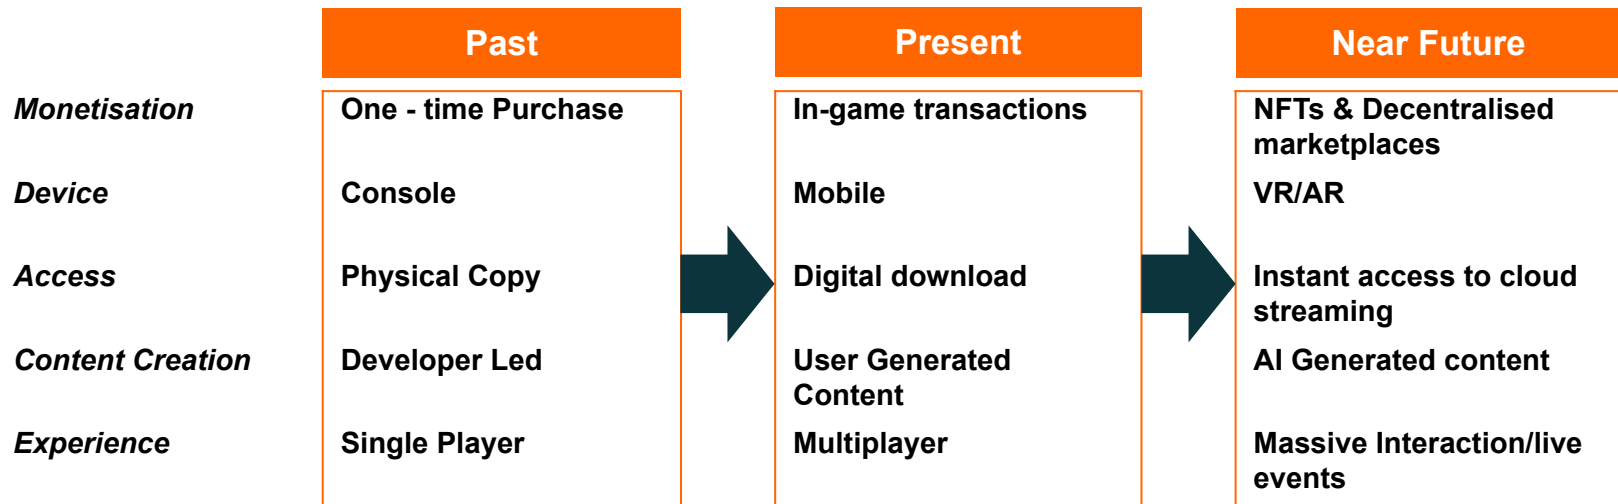 Past
Present
Near Future
Monetisation
One - time Purchase
In-game transactions
NFTs & Decentralised
marketplaces
Device
Console
Mobile
VR/AR
Access
Physical Copy
Digital download
Instant access to cloud
streaming
Content Creation
Developer Led
User Generated
Content
AI Generated content
Experience
Single Player
Multiplayer
Massive Interaction/live
events